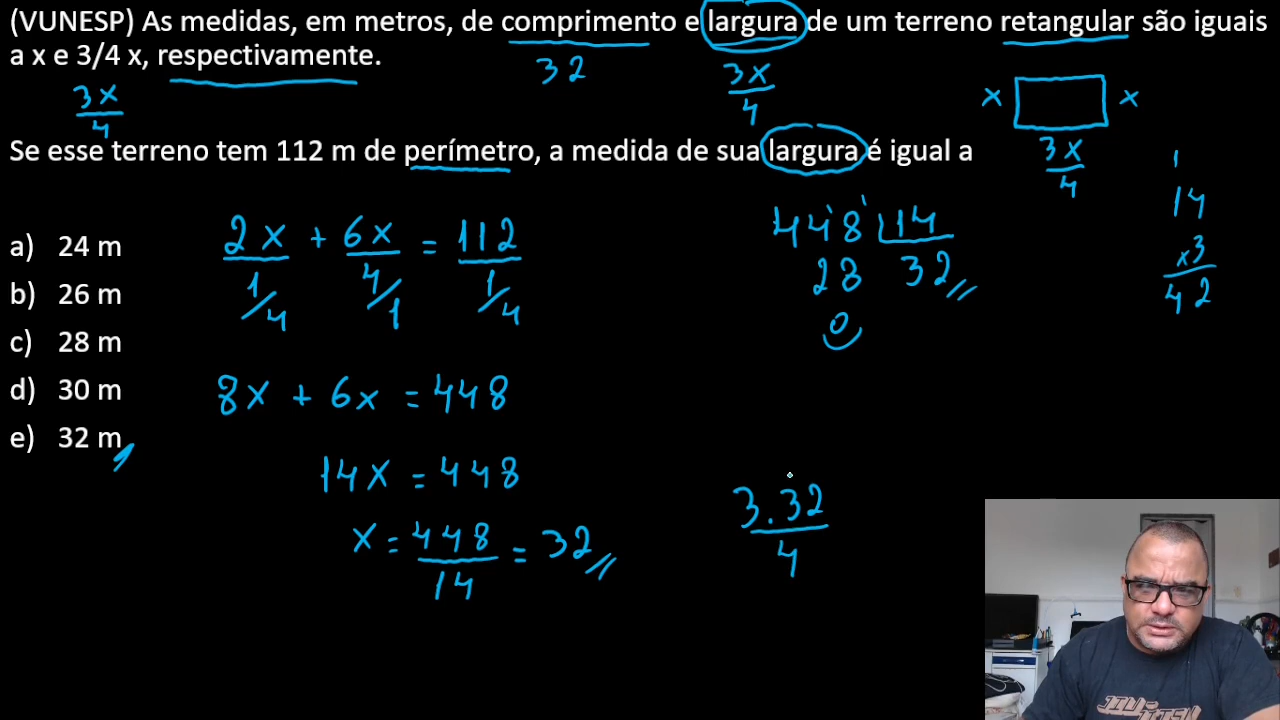 (VUNESP) As medidas, em metros, de comprimento e largura de um terreno retangular são iguais
a x e 3/4 x, respectivamente.
32
3x
4
3x
4
x
x
3x
4
Se esse terreno tem 112 m de perímetro, a medida de sua largura é igual a
a) 24 m
b) 26 m
c) 28 m
d) 30 m
e) 32 m
2x + 6x = 112
1/4 4/1 1/4
8x + 6x = 448
14x = 448
x = 448 = 32
14
448 14
28 32
0
1
14
x3
42
3.32
4